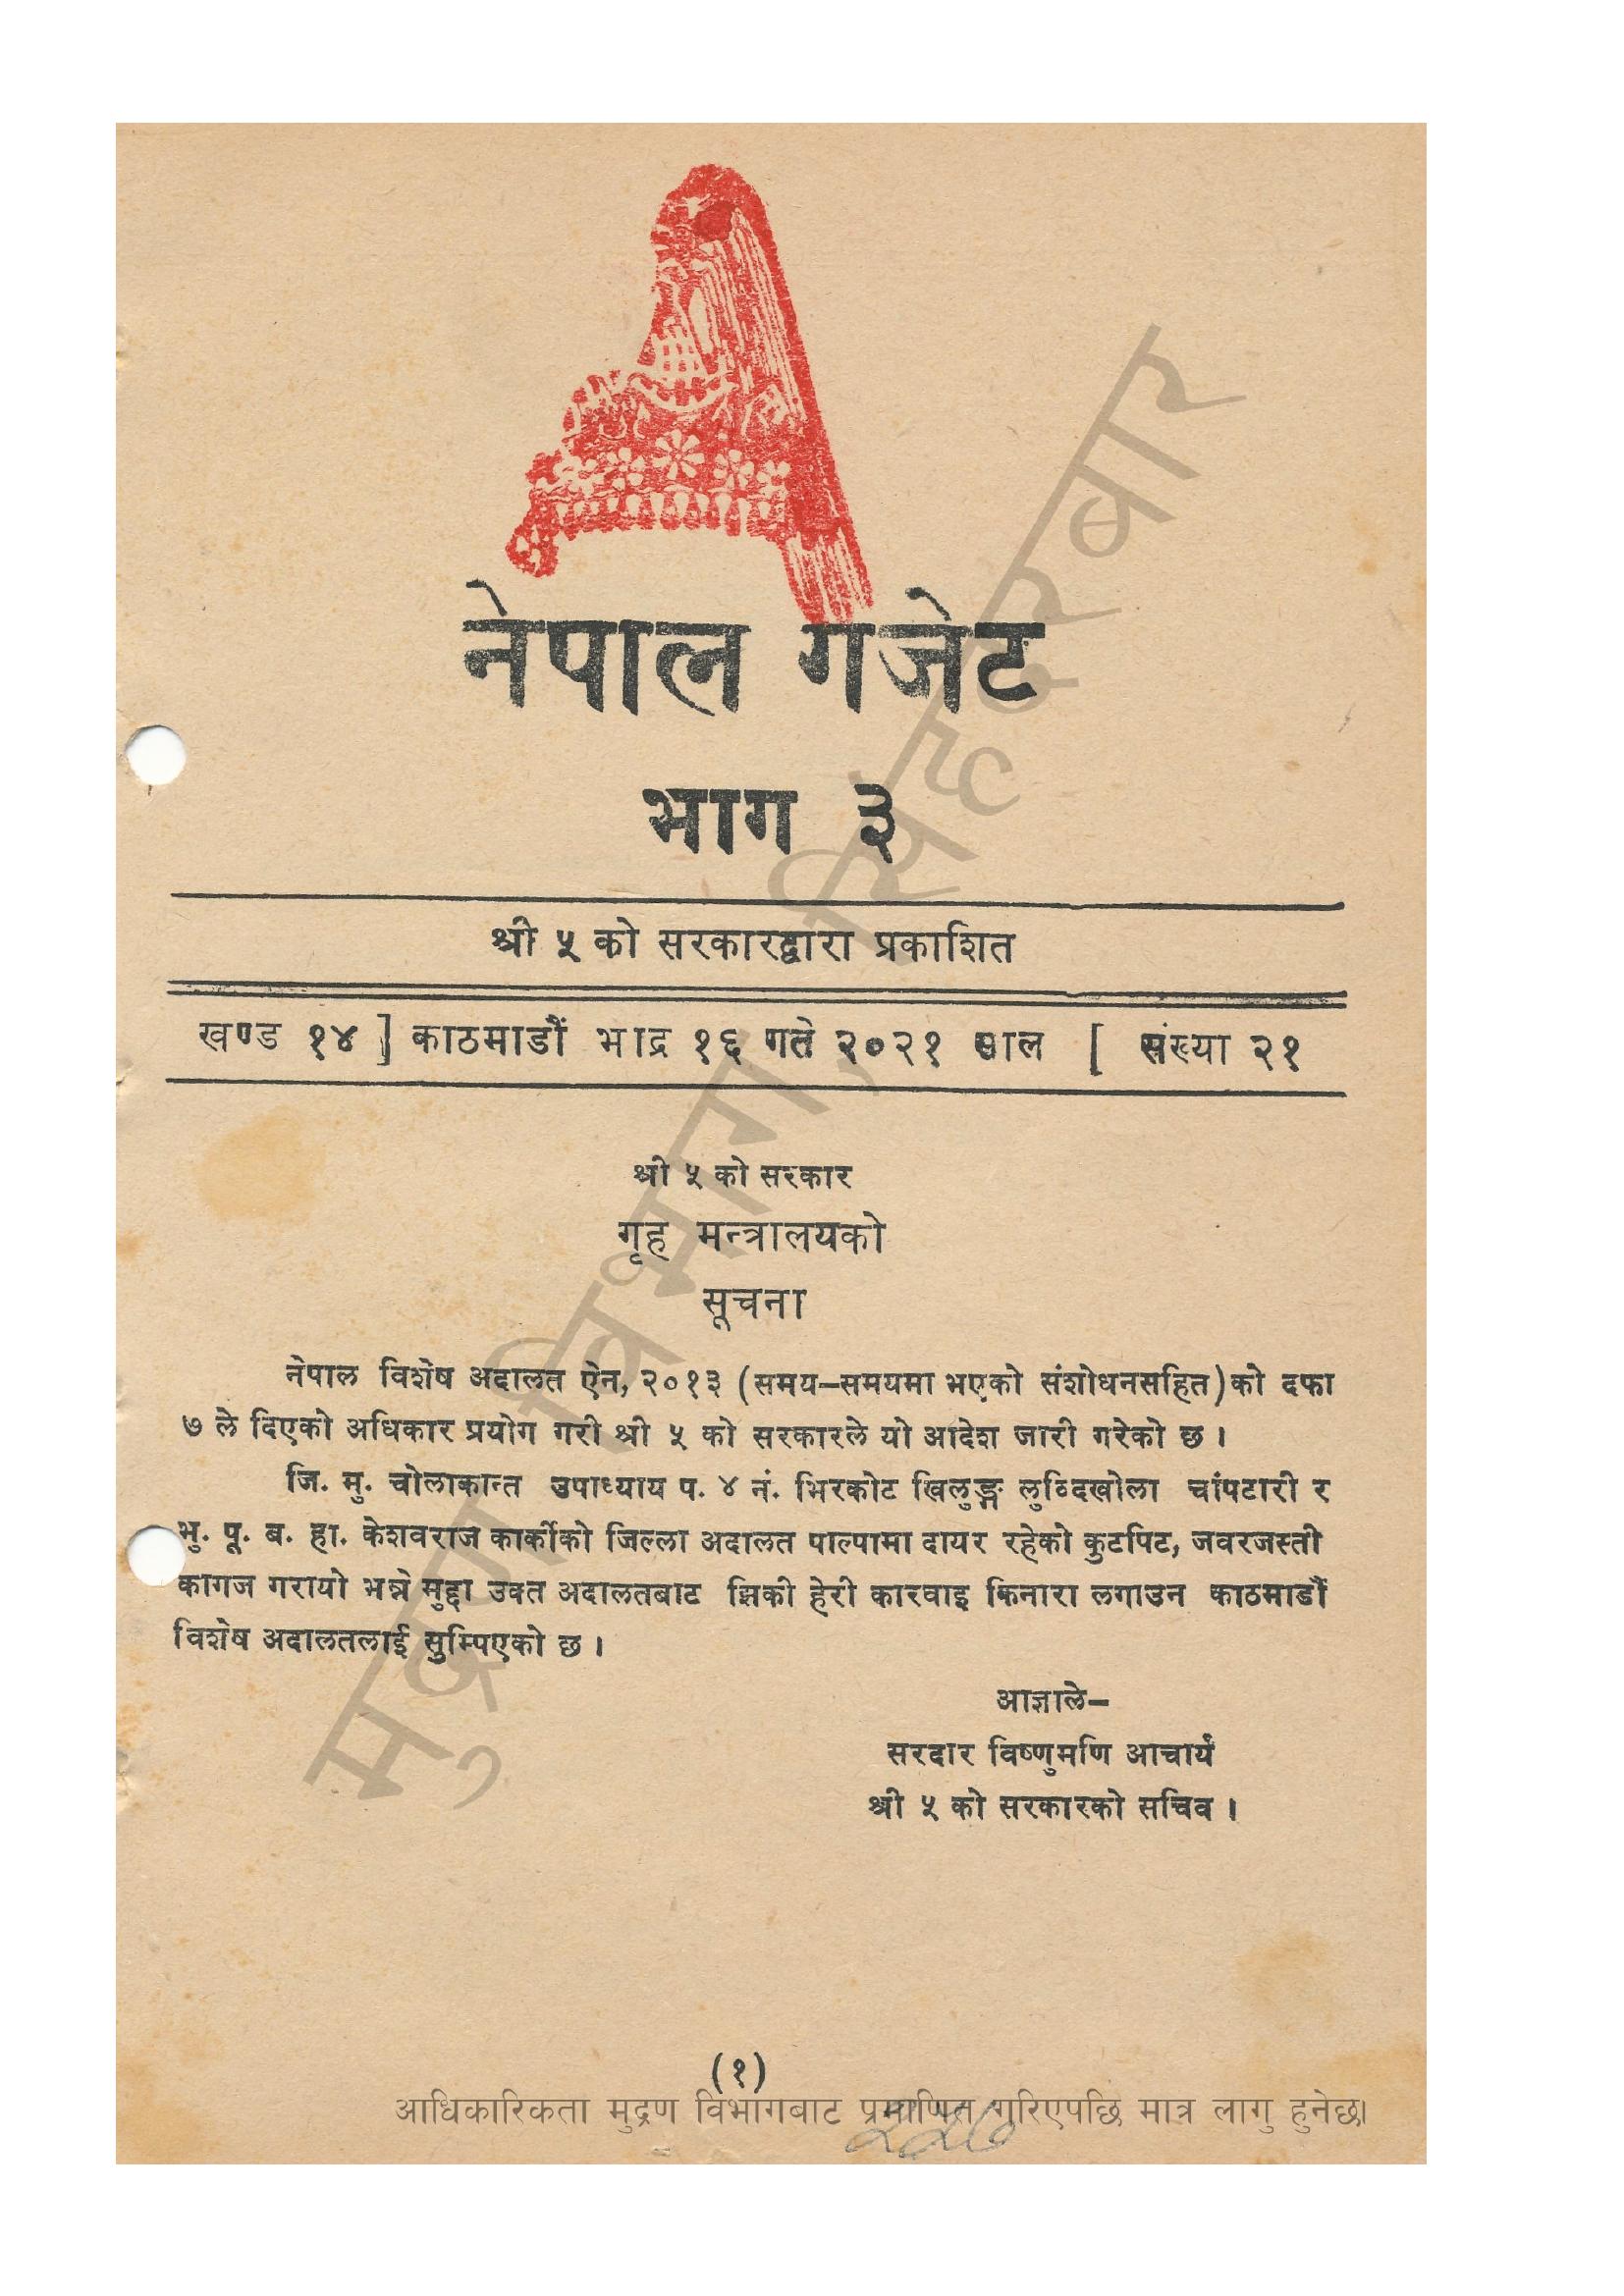 नेपाल गजेट
भाग ३
श्री ५ को सरकारद्वारा प्रकाशित
खण्ड १४ ] काठमाडौं भाद्र १६ गते २०२१ साल [ संख्या २१
श्री ५ को सरकार
गृह मन्त्रालयको
सूचना
नेपाल विशेष अदालत ऐन, २०१३ (समय–समयमा भएको संशोधनसहित) को दफा
७ ले दिएको अधिकार प्रयोग गरी श्री ५ को सरकारले यो आदेश जारी गरेको छ ।
जि. मु. चोलाकान्त उपाध्याय प. ४ नं. भिरकोट खिलुङ्ग लुब्दिखोला चांपटारी र
भु. पू. ब. हा. केशवराज कार्कीको जिल्ला अदालत पाल्पामा दायर रहेको कुटपिट, जवरजस्ती
कागज गरायो भन्ने मुद्दा उक्त अदालतबाट झिकी हेरी कारवाइ किनारा लगाउन काठमाडौं
विशेष अदालतलाई सुम्पिएको छ ।
आज्ञाले–
सरदार विष्णुमणि आचार्य
श्री ५ को सरकारको सचिव ।
(१)
आधिकारिकता मुद्रण विभागबाट प्रमाणित गरिएपछि मात्र लागु हुनेछ।
मुद्रण विभाग, सिंहदरवार